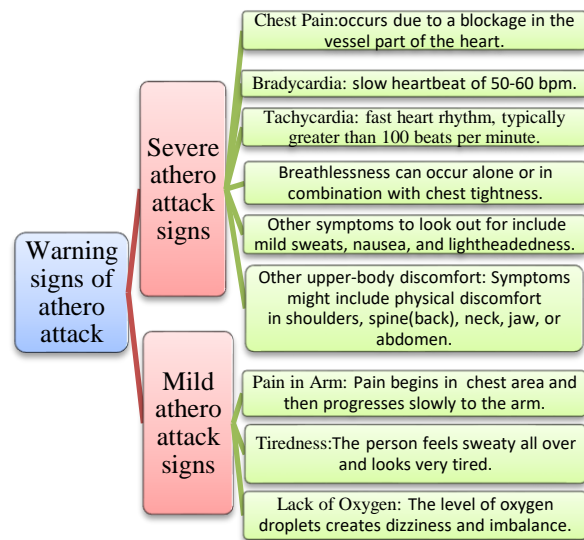 Warning
signs of
athero
attack
Severe
athero
attack
signs
Chest Pain:occurs due to a blockage in the
vessel part of the heart.
Bradycardia: slow heartbeat of 50-60 bpm.
Tachycardia: fast heart rhythm, typically
greater than 100 beats per minute.
Breathlessness can occur alone or in
combination with chest tightness.
Other symptoms to look out for include
mild sweats, nausea, and lightheadedness.
Other upper-body discomfort: Symptoms
might include physical discomfort
in shoulders, spine(back), neck, jaw, or
abdomen.
Mild
athero
attack
signs
Pain in Arm: Pain begins in chest area and
then progresses slowly to the arm.
Tiredness:The person feels sweaty all over
and looks very tired.
Lack of Oxygen: The level of oxygen
droplets creates dizziness and imbalance.